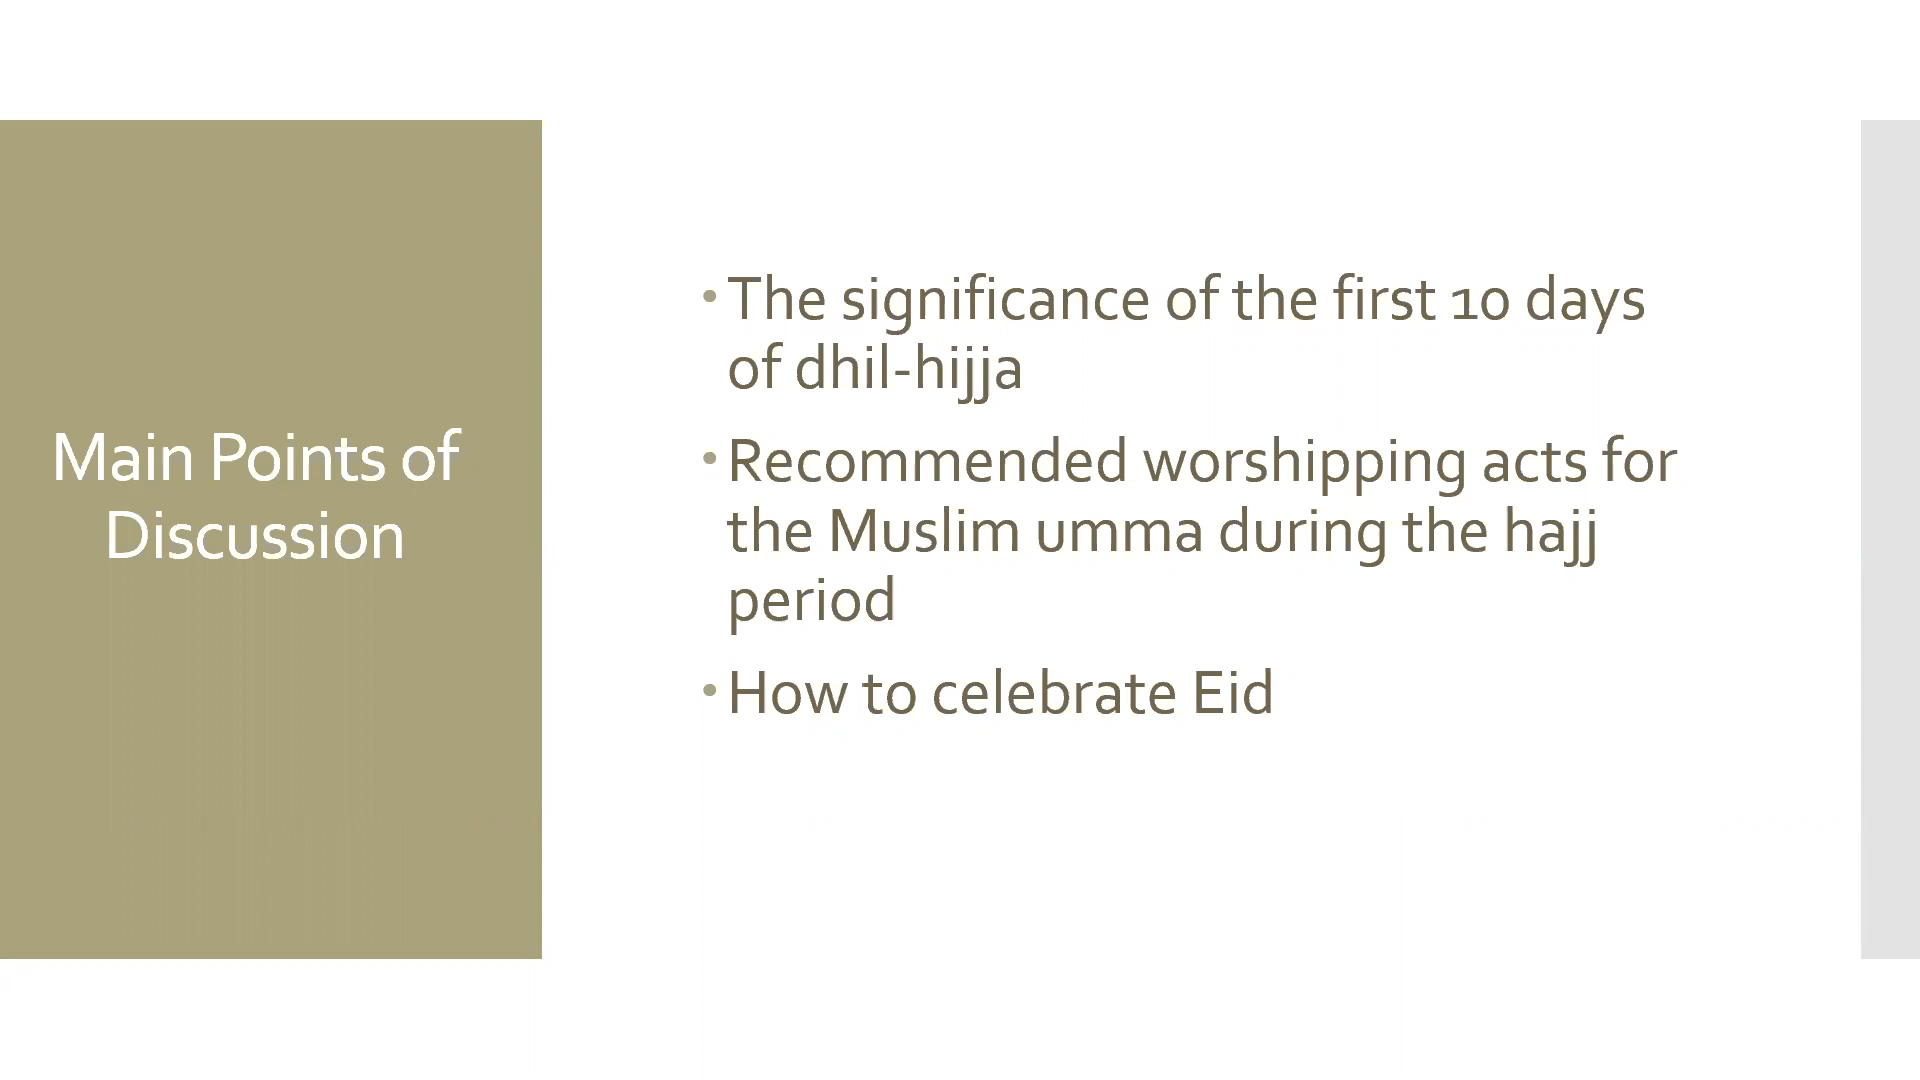 Main Points of
Discussion
• The significance of the first 10 days
of dhil-hijja
• Recommended worshipping acts for
the Muslim umma during the hajj
period
• How to celebrate Eid